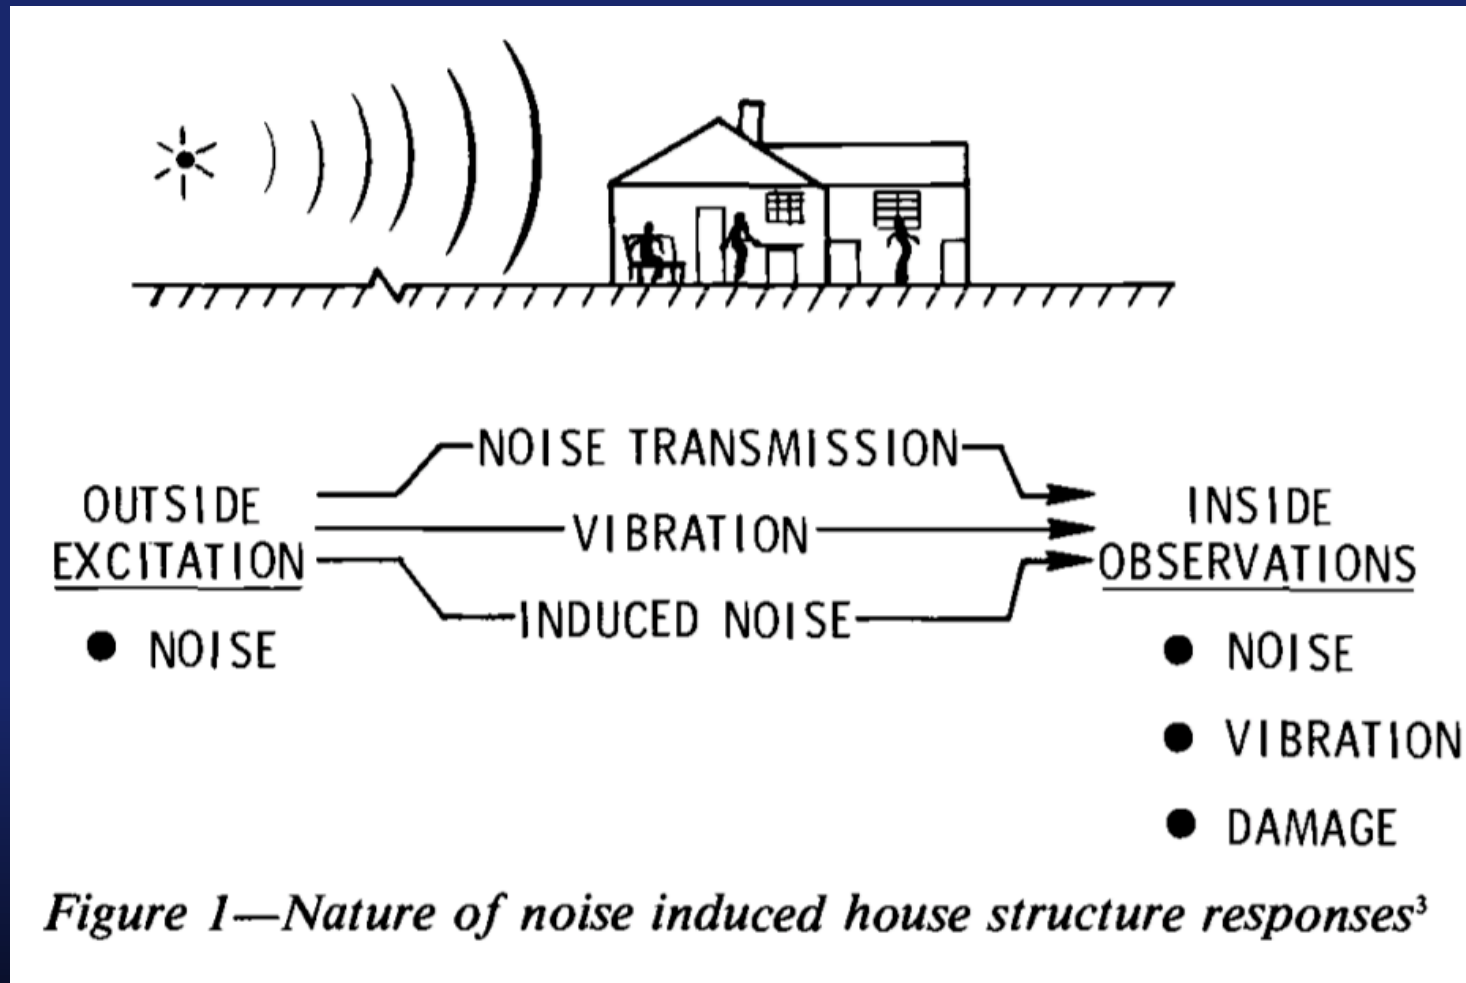 NOISE TRANSMISSION
OUTSIDE
EXCITATION
VIBRATION
INSIDE
OBSERVATIONS
INDUCED NOISE
● NOISE
● NOISE
● VIBRATION
● DAMAGE
Figure 1—Nature of noise induced house structure responses³